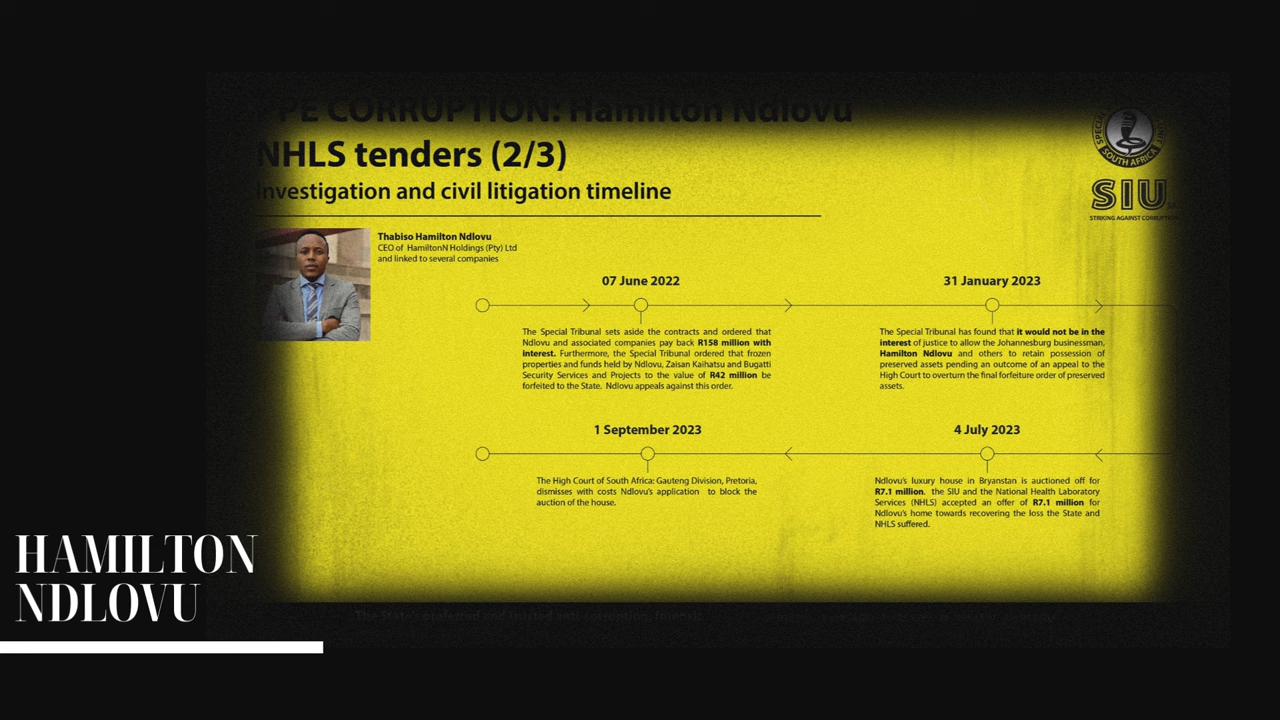 PPE CORRUPTION: Hamilton Ndlovu
NHLS tenders (2/3)
Investigation and civil litigation timeline
SOUTH AFRICA
SIU
STRIKING AGAINST CORRUPTION
Thabiso Hamilton Ndlovu
CEO of HamiltonN Holdings (Pty) Ltd
and linked to several companies
07 June 2022
The Special Tribunal sets aside the contracts and ordered that
Ndlovu and associated companies pay back R158 million with
interest. Furthermore, the Special Tribunal ordered that frozen
properties and funds held by Ndlovu, Zaisan Kaihatsu and Bugatti
Security Services and Projects to the value of R42 million be
forfeited to the State. Ndlovu appeals against this order.
31 January 2023
The Special Tribunal has found that it would not be in the
interest of justice to allow the Johannesburg businessman,
Hamilton Ndlovu and others to retain possession of
preserved assets pending an outcome of an appeal to the
High Court to overturn the final forfeiture order of preserved
assets.
1 September 2023
The High Court of South Africa: Gauteng Division, Pretoria,
dismisses with costs Ndlovu's application to block the
auction of the house.
4 July 2023
Ndlovu's luxury house in Bryanstan is auctioned off for
R7.1 million, the SIU and the National Health Laboratory
Services (NHLS) accepted an offer of R7.1 million for
Ndlovu's home towards recovering the loss the State and
NHLS suffered.
The State's preferred and trusted anti-corruption, forensic
HAMILTON
NDLOVU